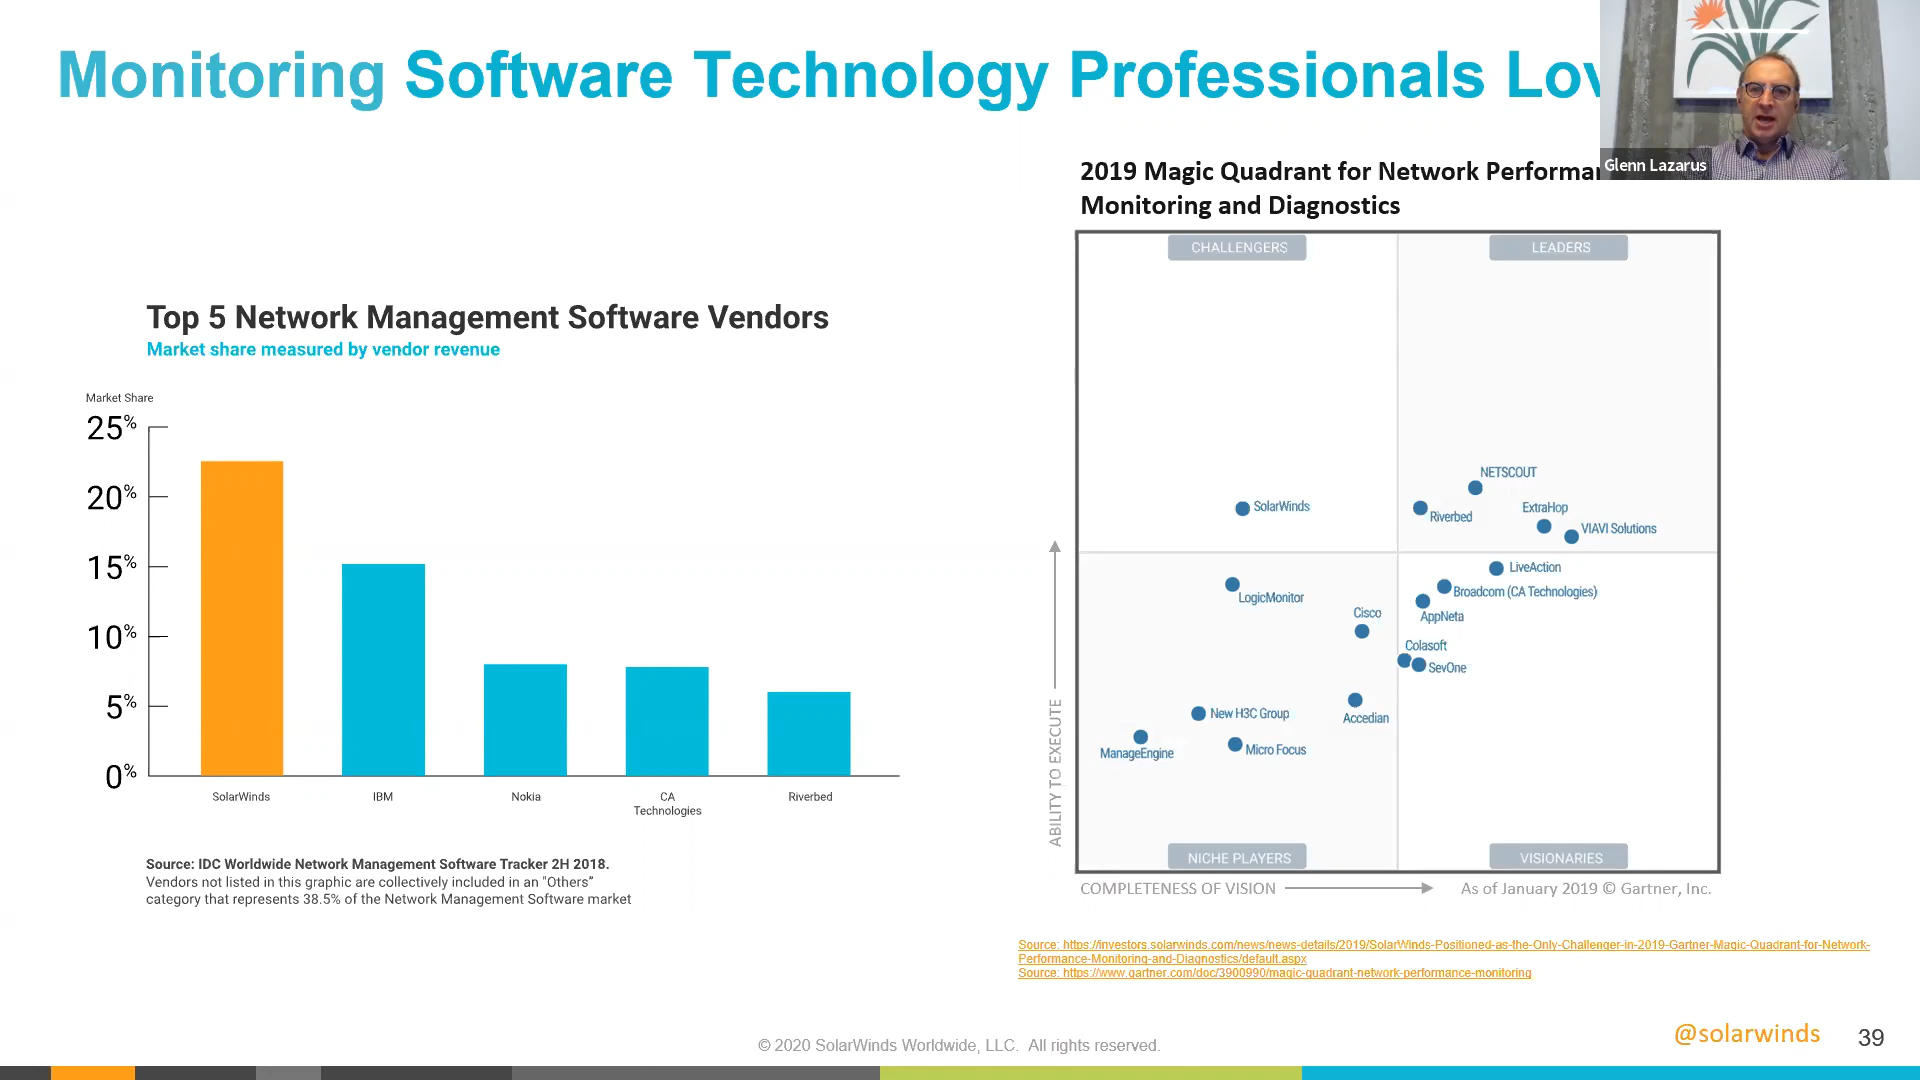 Monitoring Software Technology Professionals Lov
Glenn Lazarus
2019 Magic Quadrant for Network Performa
Monitoring and Diagnostics
Top 5 Network Management Software Vendors
Market share measured by vendor revenue
Market Share
25%
20%
15%
10%
5%
0%
SolarWinds
IBM
Nokia
CA
Technologies
Riverbed
Source: IDC Worldwide Network Management Software Tracker 2H 2018.
Vendors not listed in this graphic are collectively included in an "Others"
category that represents 38.5% of the Network Management Software market
CHALLENGERS
LEADERS
NETSCOUT
SolarWinds
Riverbed
ExtraHop
VIAVI Solutions
LiveAction
LogicMonitor
Broadcom (CA Technologies)
AppNeta
Cisco
Colasoft
SevOne
Accedian
New H3C Group
ManageEngine
Micro Focus
NICHE PLAYERS
VISIONARIES
ABILITY TO EXECUTE
COMPLETENESS OF VISION
As of January 2019 © Gartner, Inc.
Source: https://investors.solarwinds.com/news/news-details/2019/SolarWinds-Positioned-as-the-Only-Challenger-in-2019-Gartner-Magic-Quadrant-for-Network-
Performance-Monitoring-and-Diagnostics/default.aspx
Source: https://www.gartner.com/doc/3900990/magic-quadrant-network-performance-monitoring
@solarwinds
39
© 2020 SolarWinds Worldwide, LLC. All rights reserved.